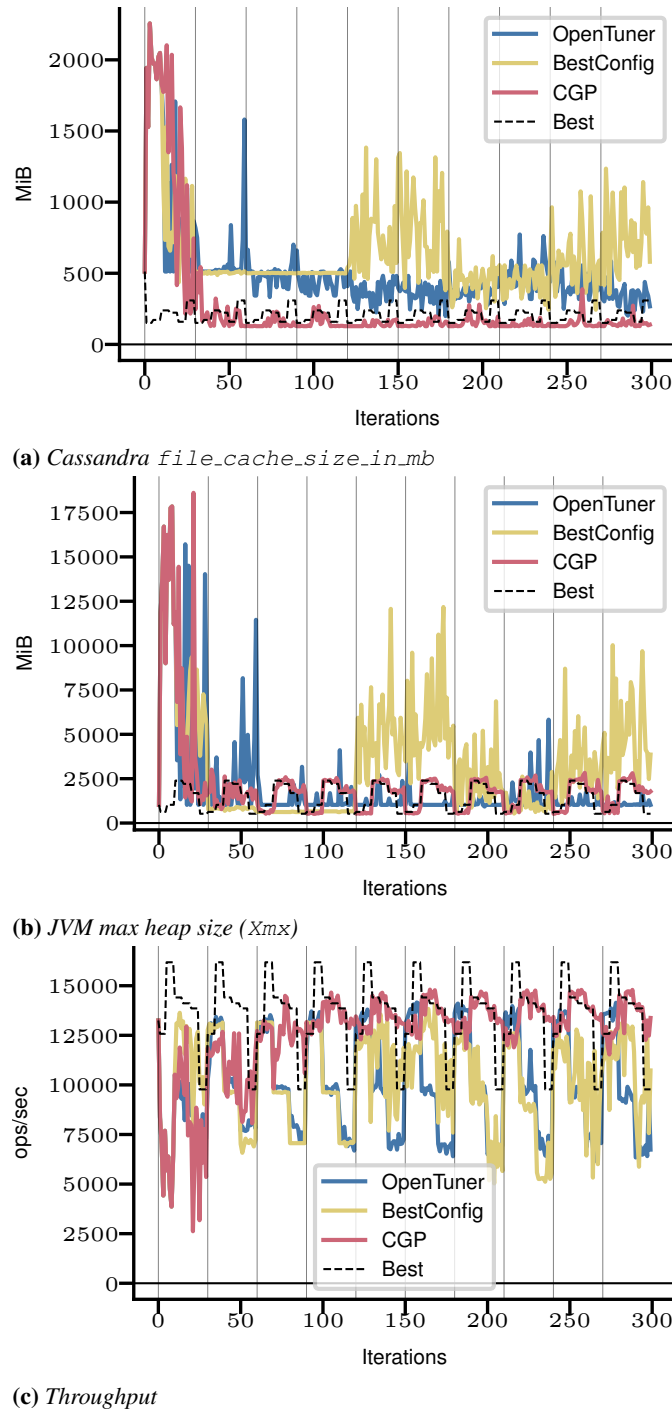 2000
1500
1000
500
0
MiB
OpenTuner
BestConfig
CGP
Best
0 50 100 150 200 250 300
Iterations
(a) Cassandra file_cache_size_in_mb
17500
15000
12500
10000
7500
5000
2500
0
MiB
OpenTuner
BestConfig
CGP
Best
0 50 100 150 200 250 300
Iterations
(b) JVM max heap size (Xmx)
15000
12500
10000
7500
5000
2500
0
ops/sec
OpenTuner
BestConfig
CGP
Best
0 50 100 150 200 250 300
Iterations
(c) Throughput